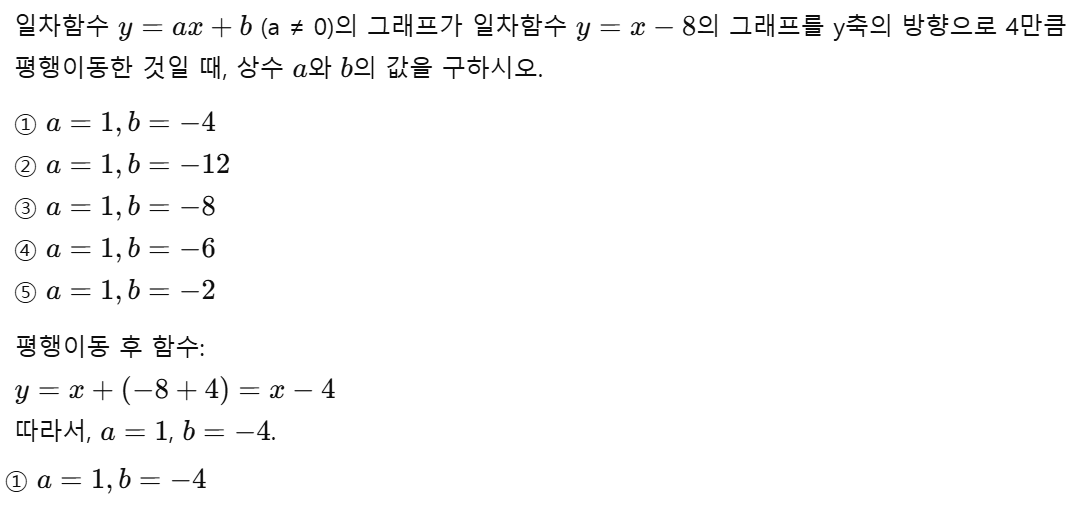 일차함수 y = ax + b (a ≠ 0)의 그래프가 일차함수 y = x − 8의 그래프를 y축의 방향으로 4만큼
평행이동한 것일 때, 상수 a와 b의 값을 구하시오.
① a = 1, b = −4
② a = 1, b = −12
③ a = 1, b = −8
④ a = 1, b = −6
⑤ a = 1, b = −2
평행이동 후 함수:
y = x + (−8 + 4) = x − 4
따라서, a = 1, b = −4.
① a = 1, b = −4